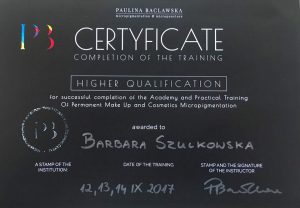 PAULINA BACLAWSKA
micropigmentation & microneedles
PB
CERTYFICATE
COMPLETION OF THE TRAINING
HIGHER QUALIFICATION
for successful completion of the Academy and Practical Training
Of Permanent Make Up and Cosmetics Micropigmentation
awarded to
BARBARA SZULKOWSKA
A STAMP OF THE INSTITUTION:
DATE OF THE TRAINING
STAMP AND THE SIGNATURE OF THE INSTRUCTOR
12,13,14 IX 2017